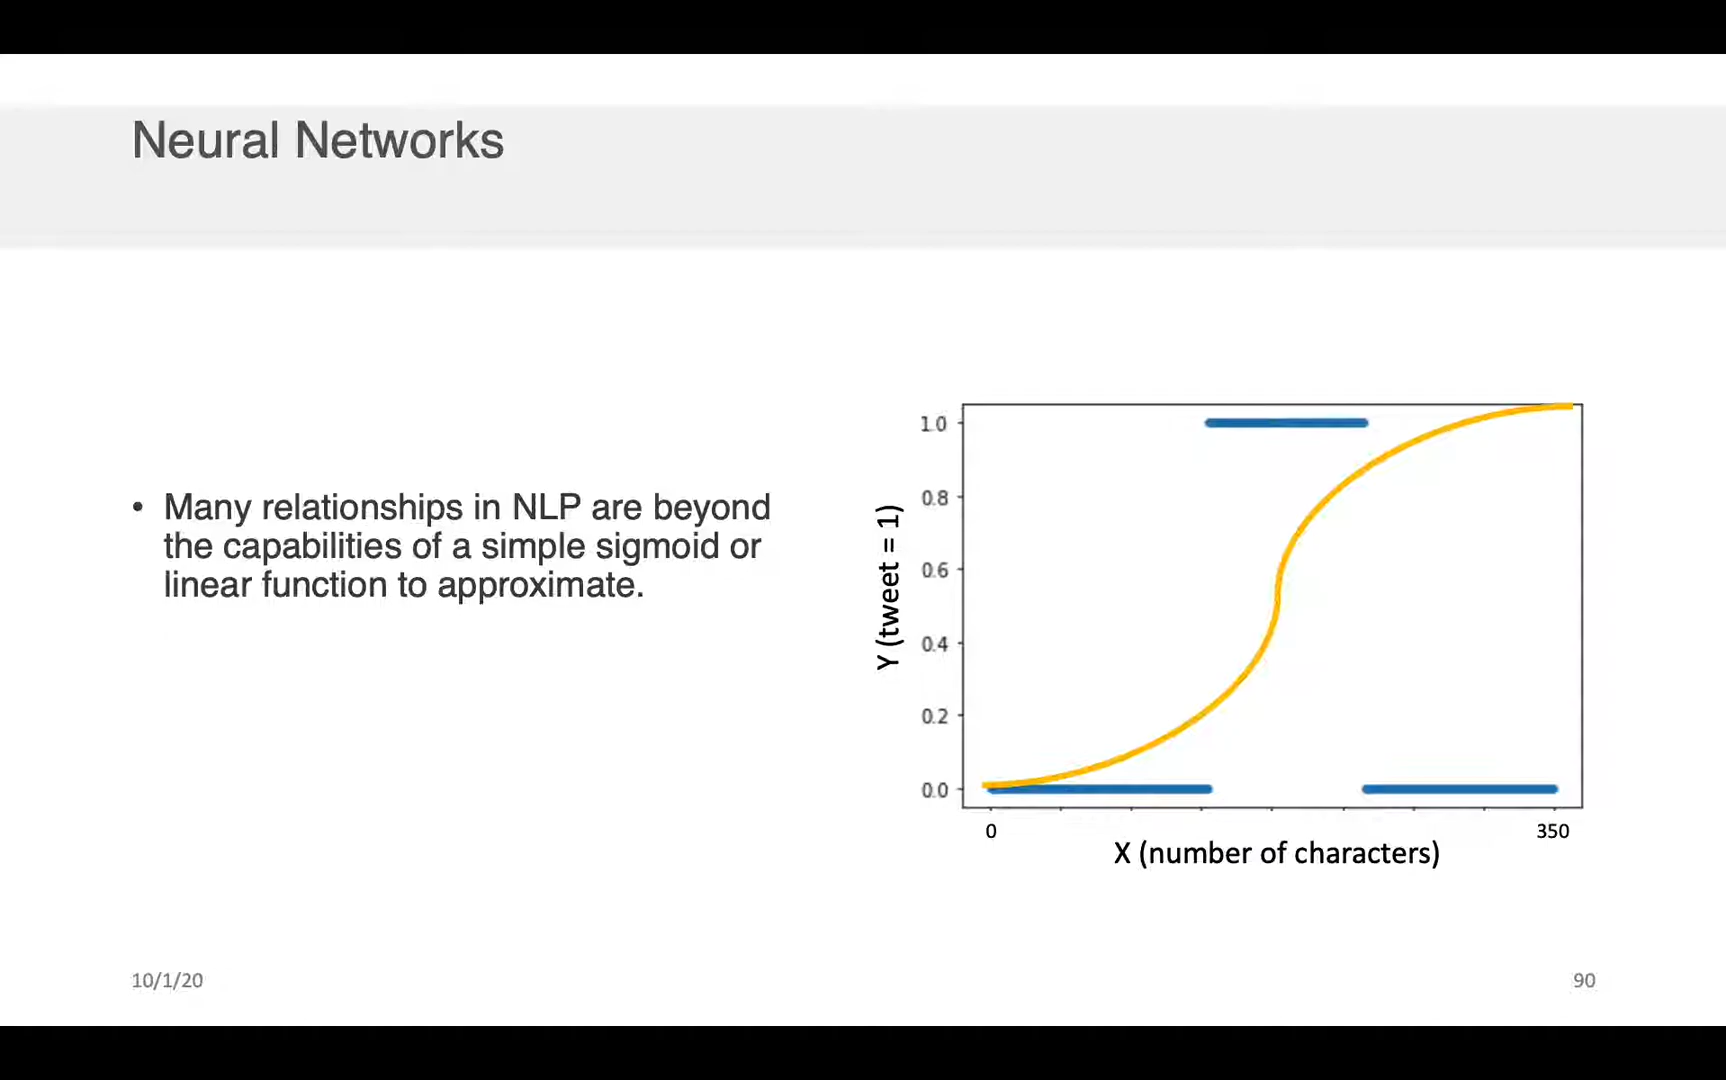 Neural Networks
• Many relationships in NLP are beyond
the capabilities of a simple sigmoid or
linear function to approximate.
Y (tweet = 1)
1.0
0.8
0.6
0.4
0.2
0.0
0
350
X (number of characters)
10/1/20
90